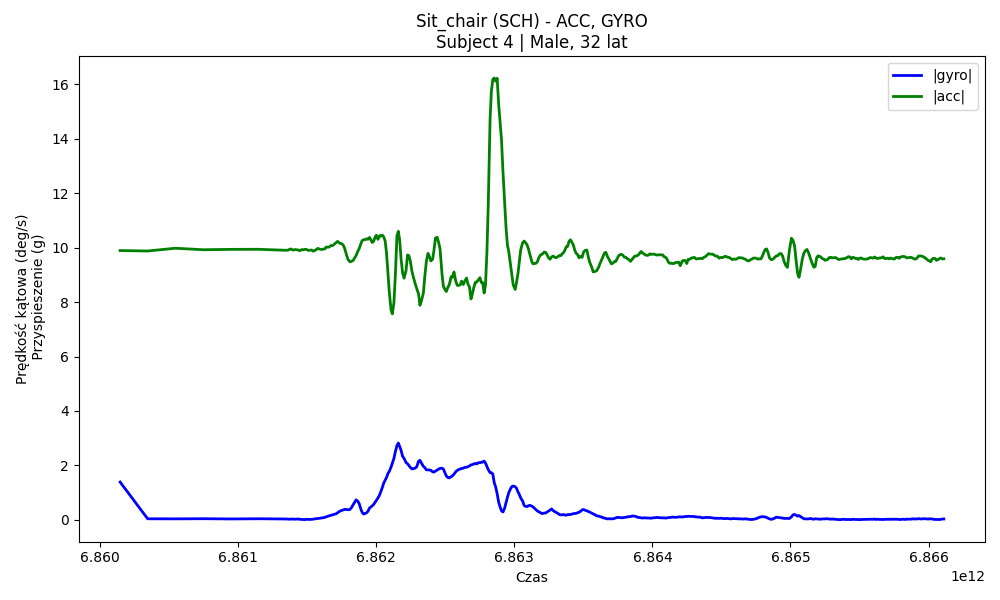 Sit_chair (SCH) - ACC, GYRO
Subject 4 | Male, 32 lat
|gyro|
|acc|
Prędkość kątowa (deg/s)
Przyspieszenie (g)
16
14
12
10
8
6
4
2
0
6.860
6.861
6.862
6.863
6.864
6.865
6.866
1e12
Czas